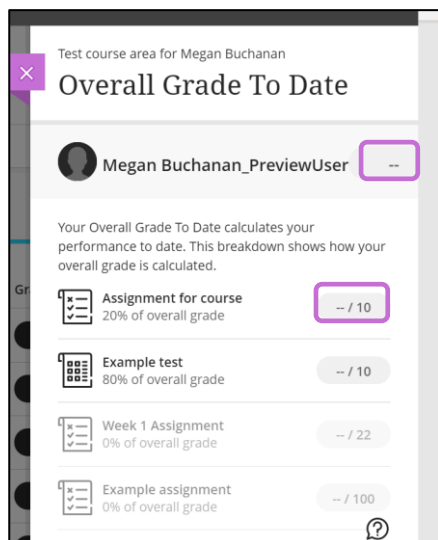 Test course area for Megan Buchanan
Overall Grade To Date
Megan Buchanan_PreviewUser --
Your Overall Grade To Date calculates your
performance to date. This breakdown shows how your
overall grade is calculated.
Gr
Assignment for course
20% of overall grade
-- / 10
Example test
80% of overall grade
-- / 10
Week 1 Assignment
0% of overall grade
-- / 22
Example assignment
0% of overall grade
-- / 100